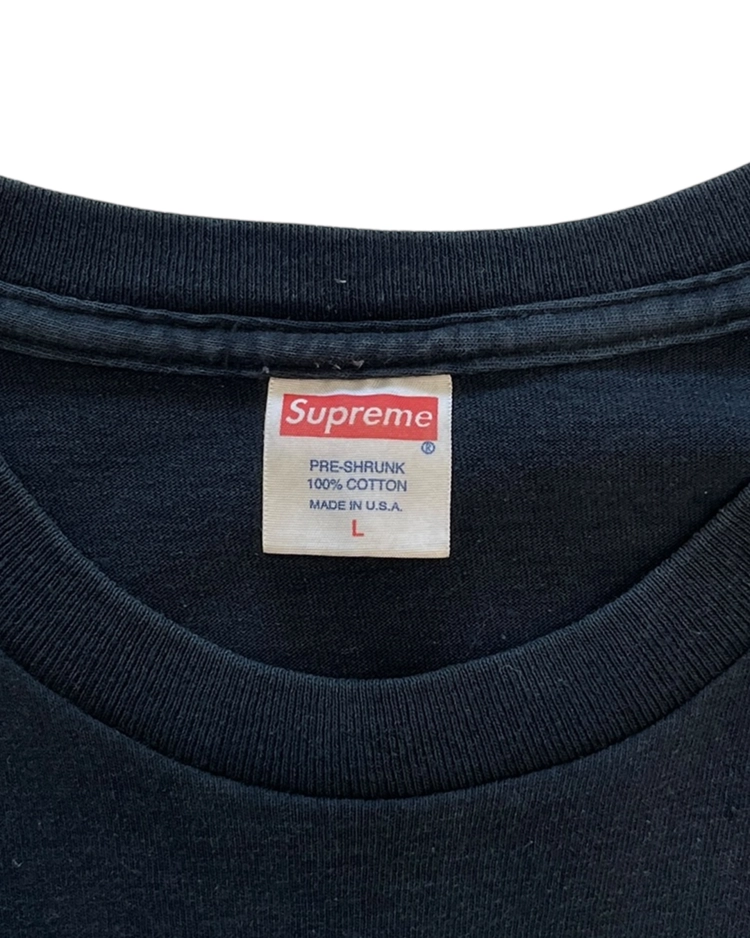 Supreme
®
PRE-SHRUNK
100% COTTON
MADE IN U.S.A.
L